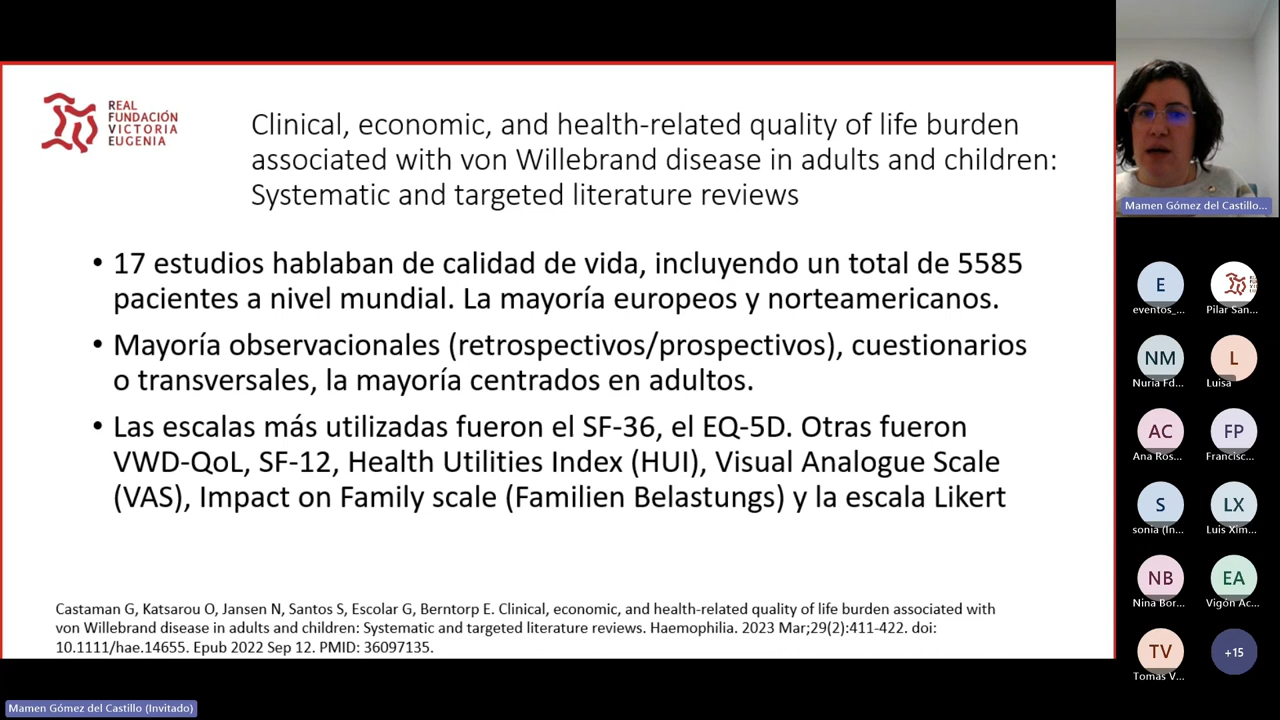 REAL
FUNDACIÓN
VICTORIA
EUGENIA
Clinical, economic, and health-related quality of life burden
associated with von Willebrand disease in adults and children:
Systematic and targeted literature reviews
• 17 estudios hablaban de calidad de vida, incluyendo un total de 5585
pacientes a nivel mundial. La mayoría europeos y norteamericanos.
• Mayoría observacionales (retrospectivos/prospectivos), cuestionarios
o transversales, la mayoría centrados en adultos.
• Las escalas más utilizadas fueron el SF-36, el EQ-5D. Otras fueron
VWD-QoL, SF-12, Health Utilities Index (HUI), Visual Analogue Scale
(VAS), Impact on Family scale (Familien Belastungs) y la escala Likert
Castaman G, Katsarou O, Jansen N, Santos S, Escolar G, Berntorp E. Clinical, economic, and health-related quality of life burden associated with
von Willebrand disease in adults and children: Systematic and targeted literature reviews. Haemophilia. 2023 Mar;29(2):411-422. doi:
10.1111/hae.14655. Epub 2022 Sep 12. PMID: 36097135.
Mamen Gómez del Castillo (Invitado)
Mamen Gómez del Castillo...
E
eventos_...
Pilar San...
NM
Nuria Fd...
L
Luisa
AC
Ana Ros...
FP
Francisc...
S
sonia (In...
LX
Luis Xim...
NB
Nina Bor...
EA
Vigón Ac...
TV
Tomas V...
+15